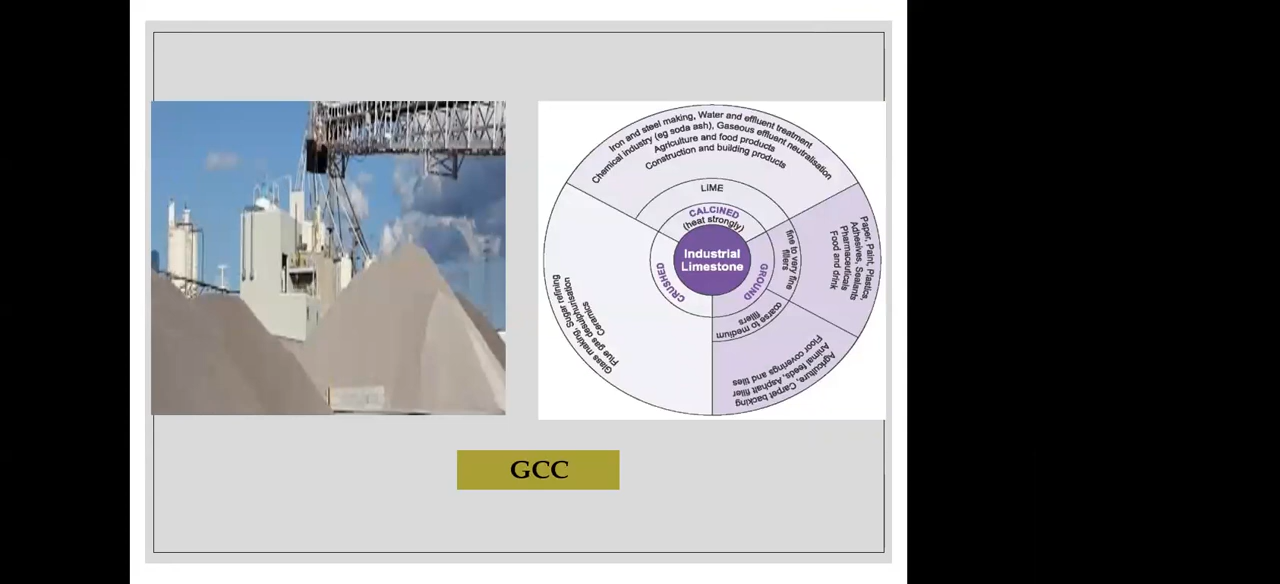 Iron and steel making, Water and effluent treatment
Chemical industry (eg soda ash), Gaseous effluent neutralisation
Agriculture and food products
Construction and building products
LIME
CALCINED
(heat strongly)
Industrial
Limestone
CRUSHED
GROUND
fine to very fine
fillers
Paper, Paint, Plastics,
Adhesives, Sealants
Pharmaceuticals
Food and drink
coarse to medium
fillers
Agriculture, Carpet backing
Animal feeds, Asphalt filler
Floor coverings and tiles
Glass making, Sugar refining
Flue gas desulphurisation
Ceramics
GCC